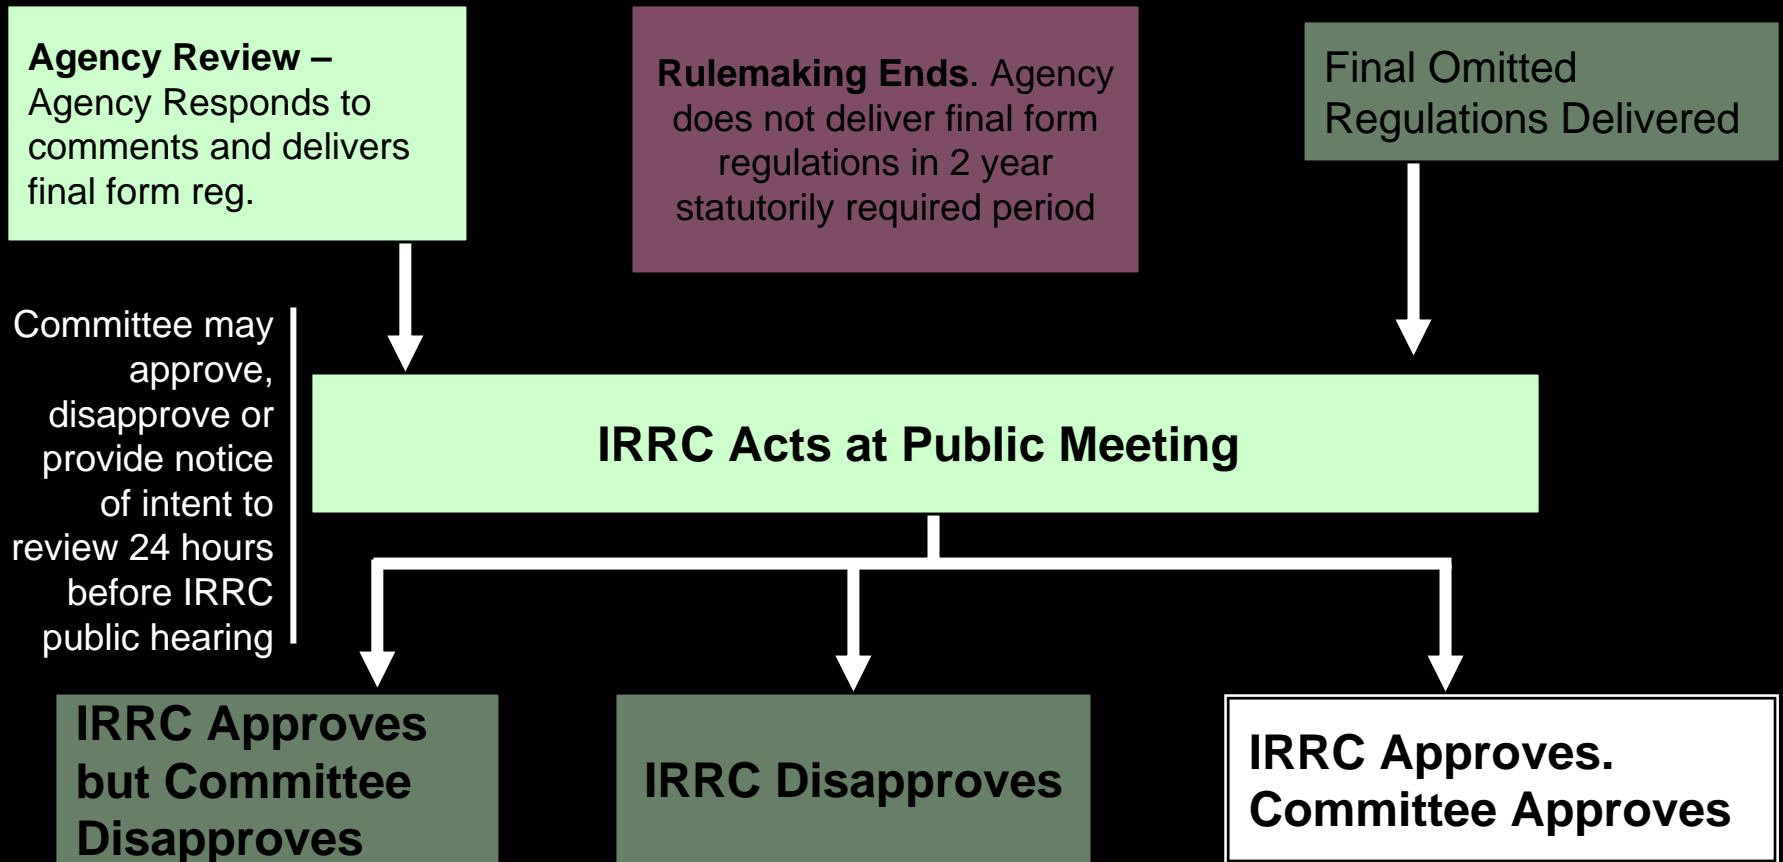 Agency Review –
Agency Responds to
comments and delivers
final form reg.
Rulemaking Ends. Agency
does not deliver final form
regulations in 2 year
statutorily required period
Final Omitted
Regulations Delivered
Committee may
approve,
disapprove or
provide notice
of intent to
review 24 hours
before IRRC
public hearing
IRRC Acts at Public Meeting
IRRC Approves
but Committee
Disapproves
IRRC Disapproves
IRRC Approves.
Committee Approves